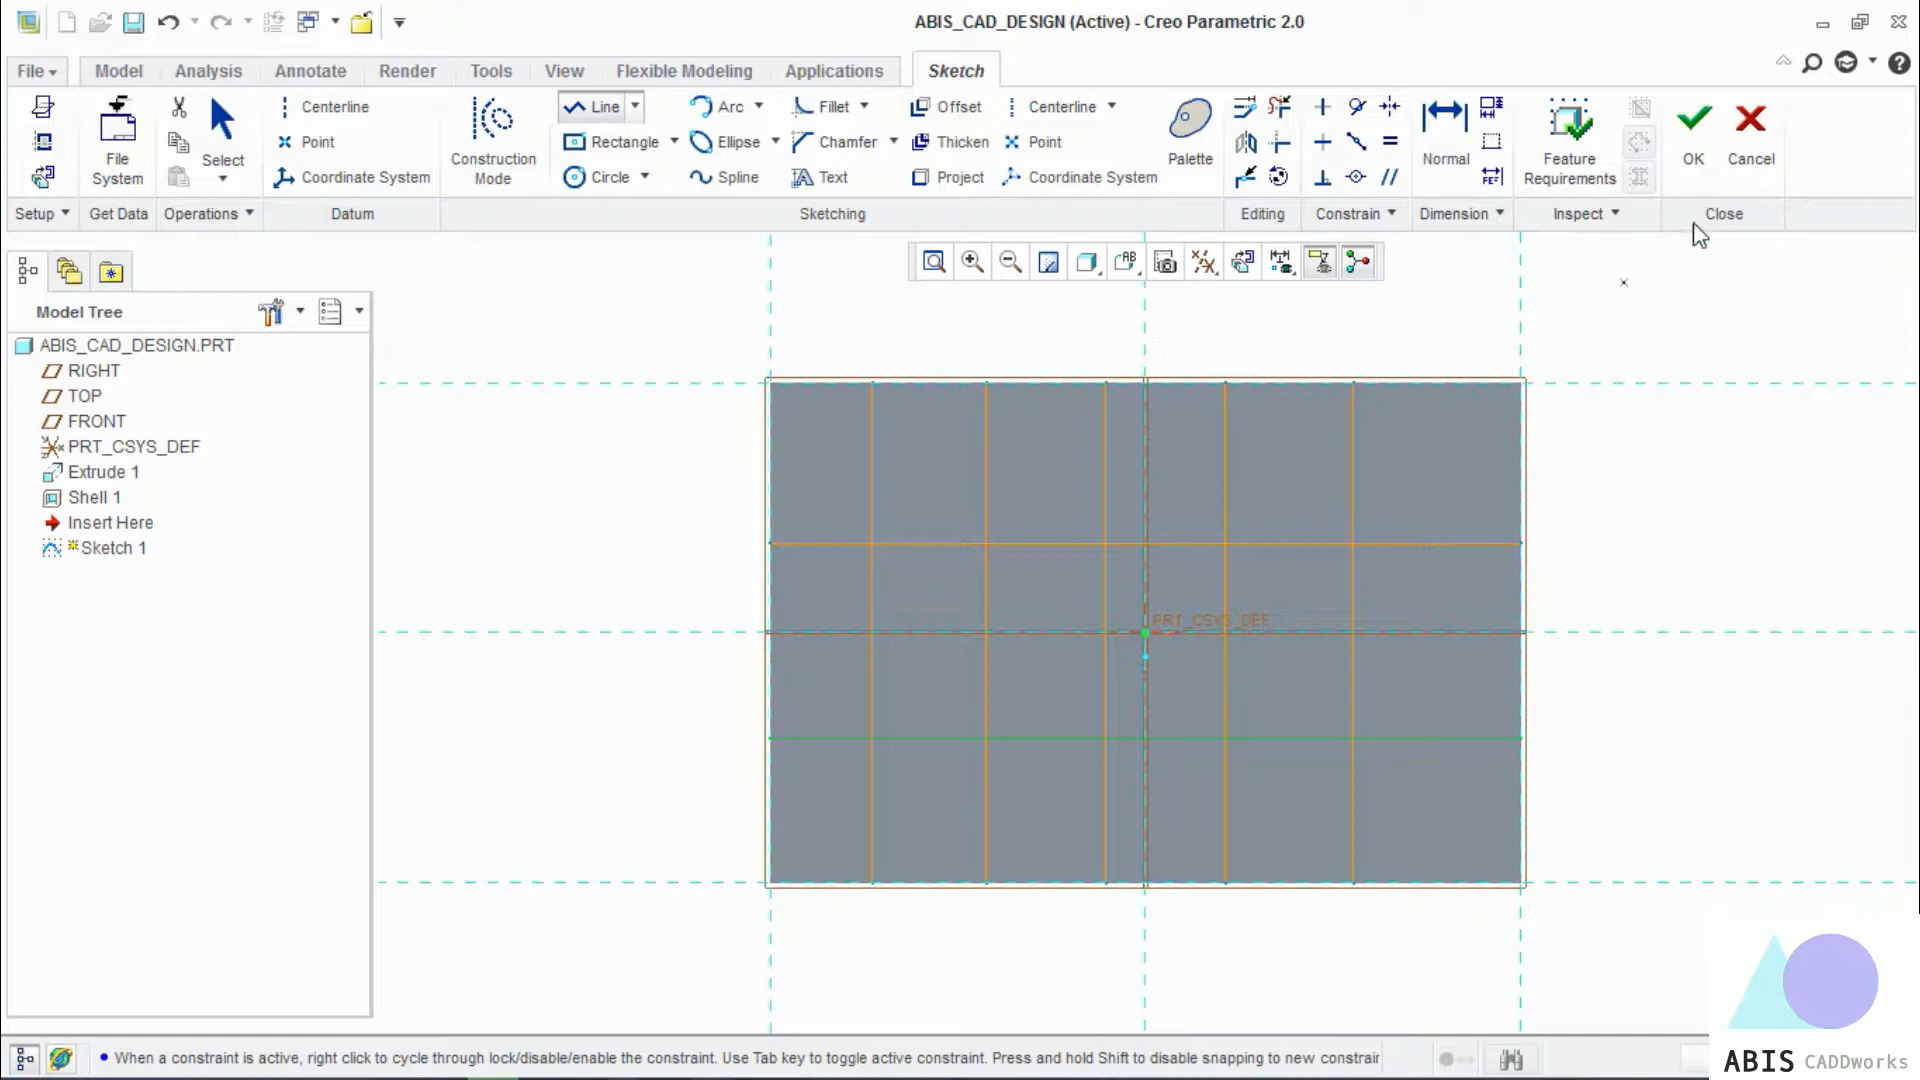 ABIS_CAD_DESIGN (Active) - Creo Parametric 2.0
File Model Analysis Annotate Render Tools View Flexible Modeling Applications Sketch
Centerline Line Arc Fillet Offset Centerline
Point Rectangle Ellipse Chamfer Thicken Point
Coordinate System Circle Spline Text Project Coordinate System
File System
Select
Construction Mode
Palette
Normal
Feature Requirements
OK
Cancel
Setup Get Data Operations Datum Sketching Editing Constrain Dimension Inspect Close
Model Tree
ABIS_CAD_DESIGN.PRT
RIGHT
TOP
FRONT
PRT_CSYS_DEF
Extrude 1
Shell 1
Insert Here
Sketch 1
PRT_CSYS_DEF
When a constraint is active, right click to cycle through lock/disable/enable the constraint. Use Tab key to toggle active constraint. Press and hold Shift to disable snapping to new constrair
ABIS CADDworks